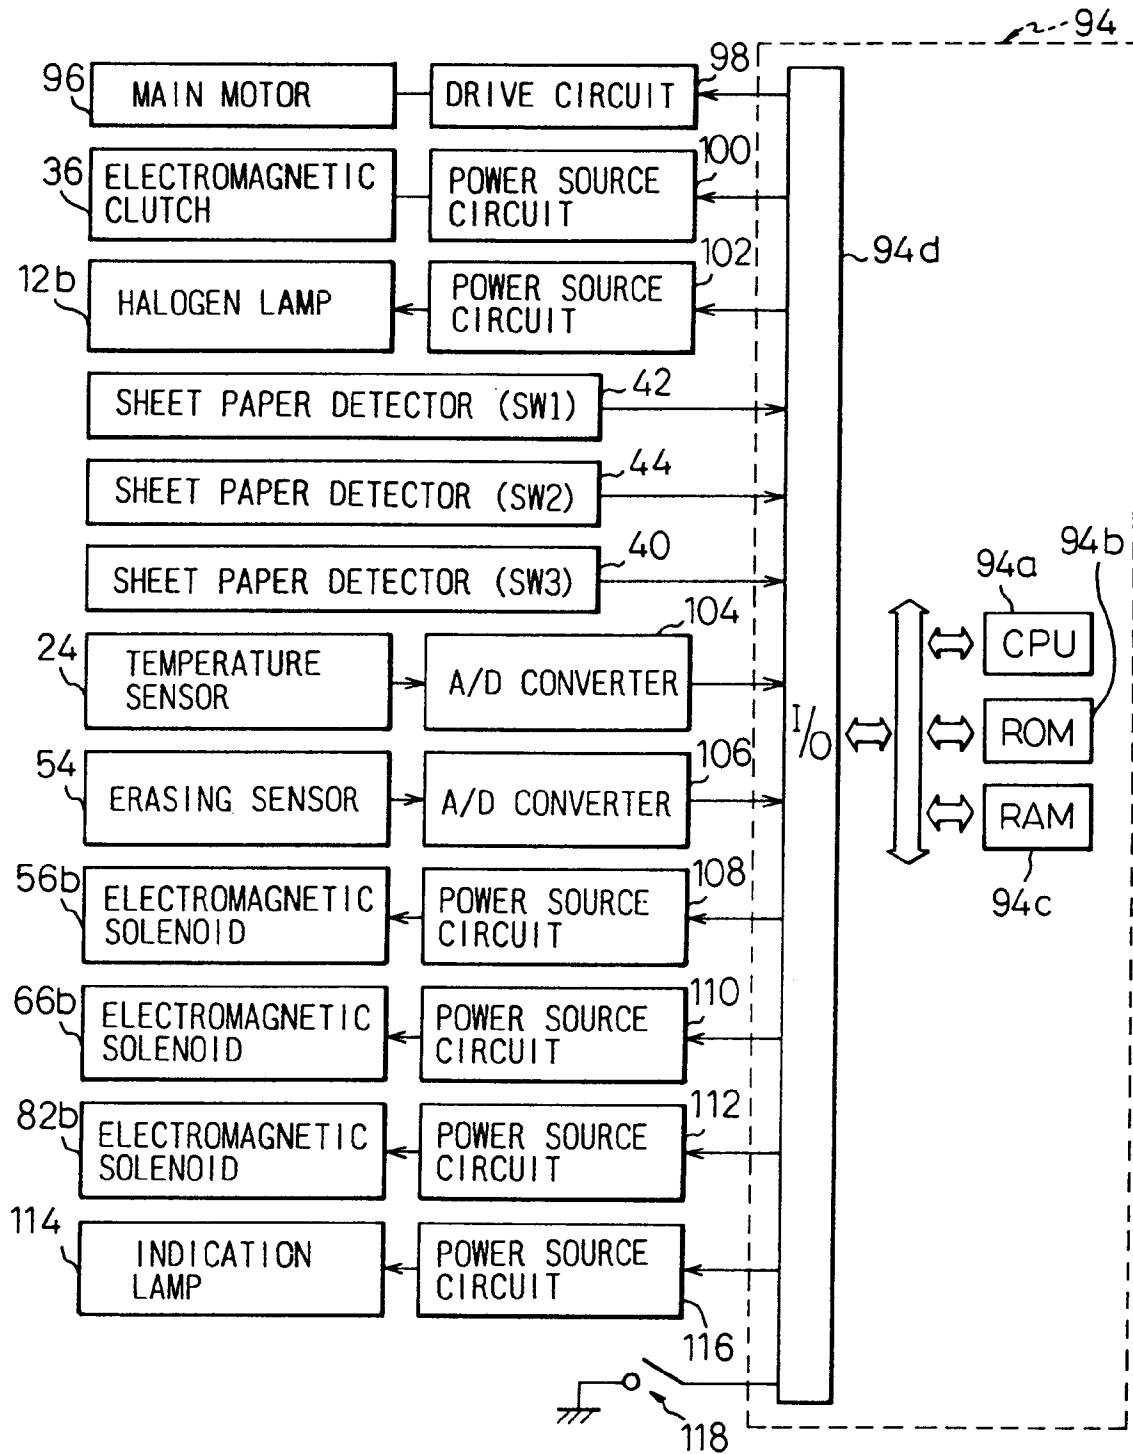 94
96
MAIN MOTOR
DRIVE CIRCUIT
98
36
ELECTROMAGNETIC
CLUTCH
POWER SOURCE
CIRCUIT
100
94d
12b
HALOGEN LAMP
POWER SOURCE
CIRCUIT
102
SHEET PAPER DETECTOR (SW1)
42
SHEET PAPER DETECTOR (SW2)
44
SHEET PAPER DETECTOR (SW3)
40
24
TEMPERATURE
SENSOR
A/D CONVERTER
104
54
ERASING SENSOR
A/D CONVERTER
106
I/O
94a
CPU
94b
ROM
RAM
94c
56b
ELECTROMAGNETIC
SOLENOID
POWER SOURCE
CIRCUIT
108
66b
ELECTROMAGNETIC
SOLENOID
POWER SOURCE
CIRCUIT
110
82b
ELECTROMAGNETIC
SOLENOID
POWER SOURCE
CIRCUIT
112
114
INDICATION
LAMP
POWER SOURCE
CIRCUIT
116
118